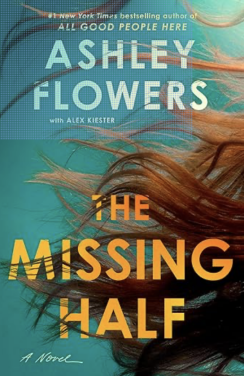 #1 New York Times bestselling author of
ALL GOOD PEOPLE HERE
ASHLEY
FLOWERS
with ALEX KIESTER
THE
MISSING
HALF
A Novel